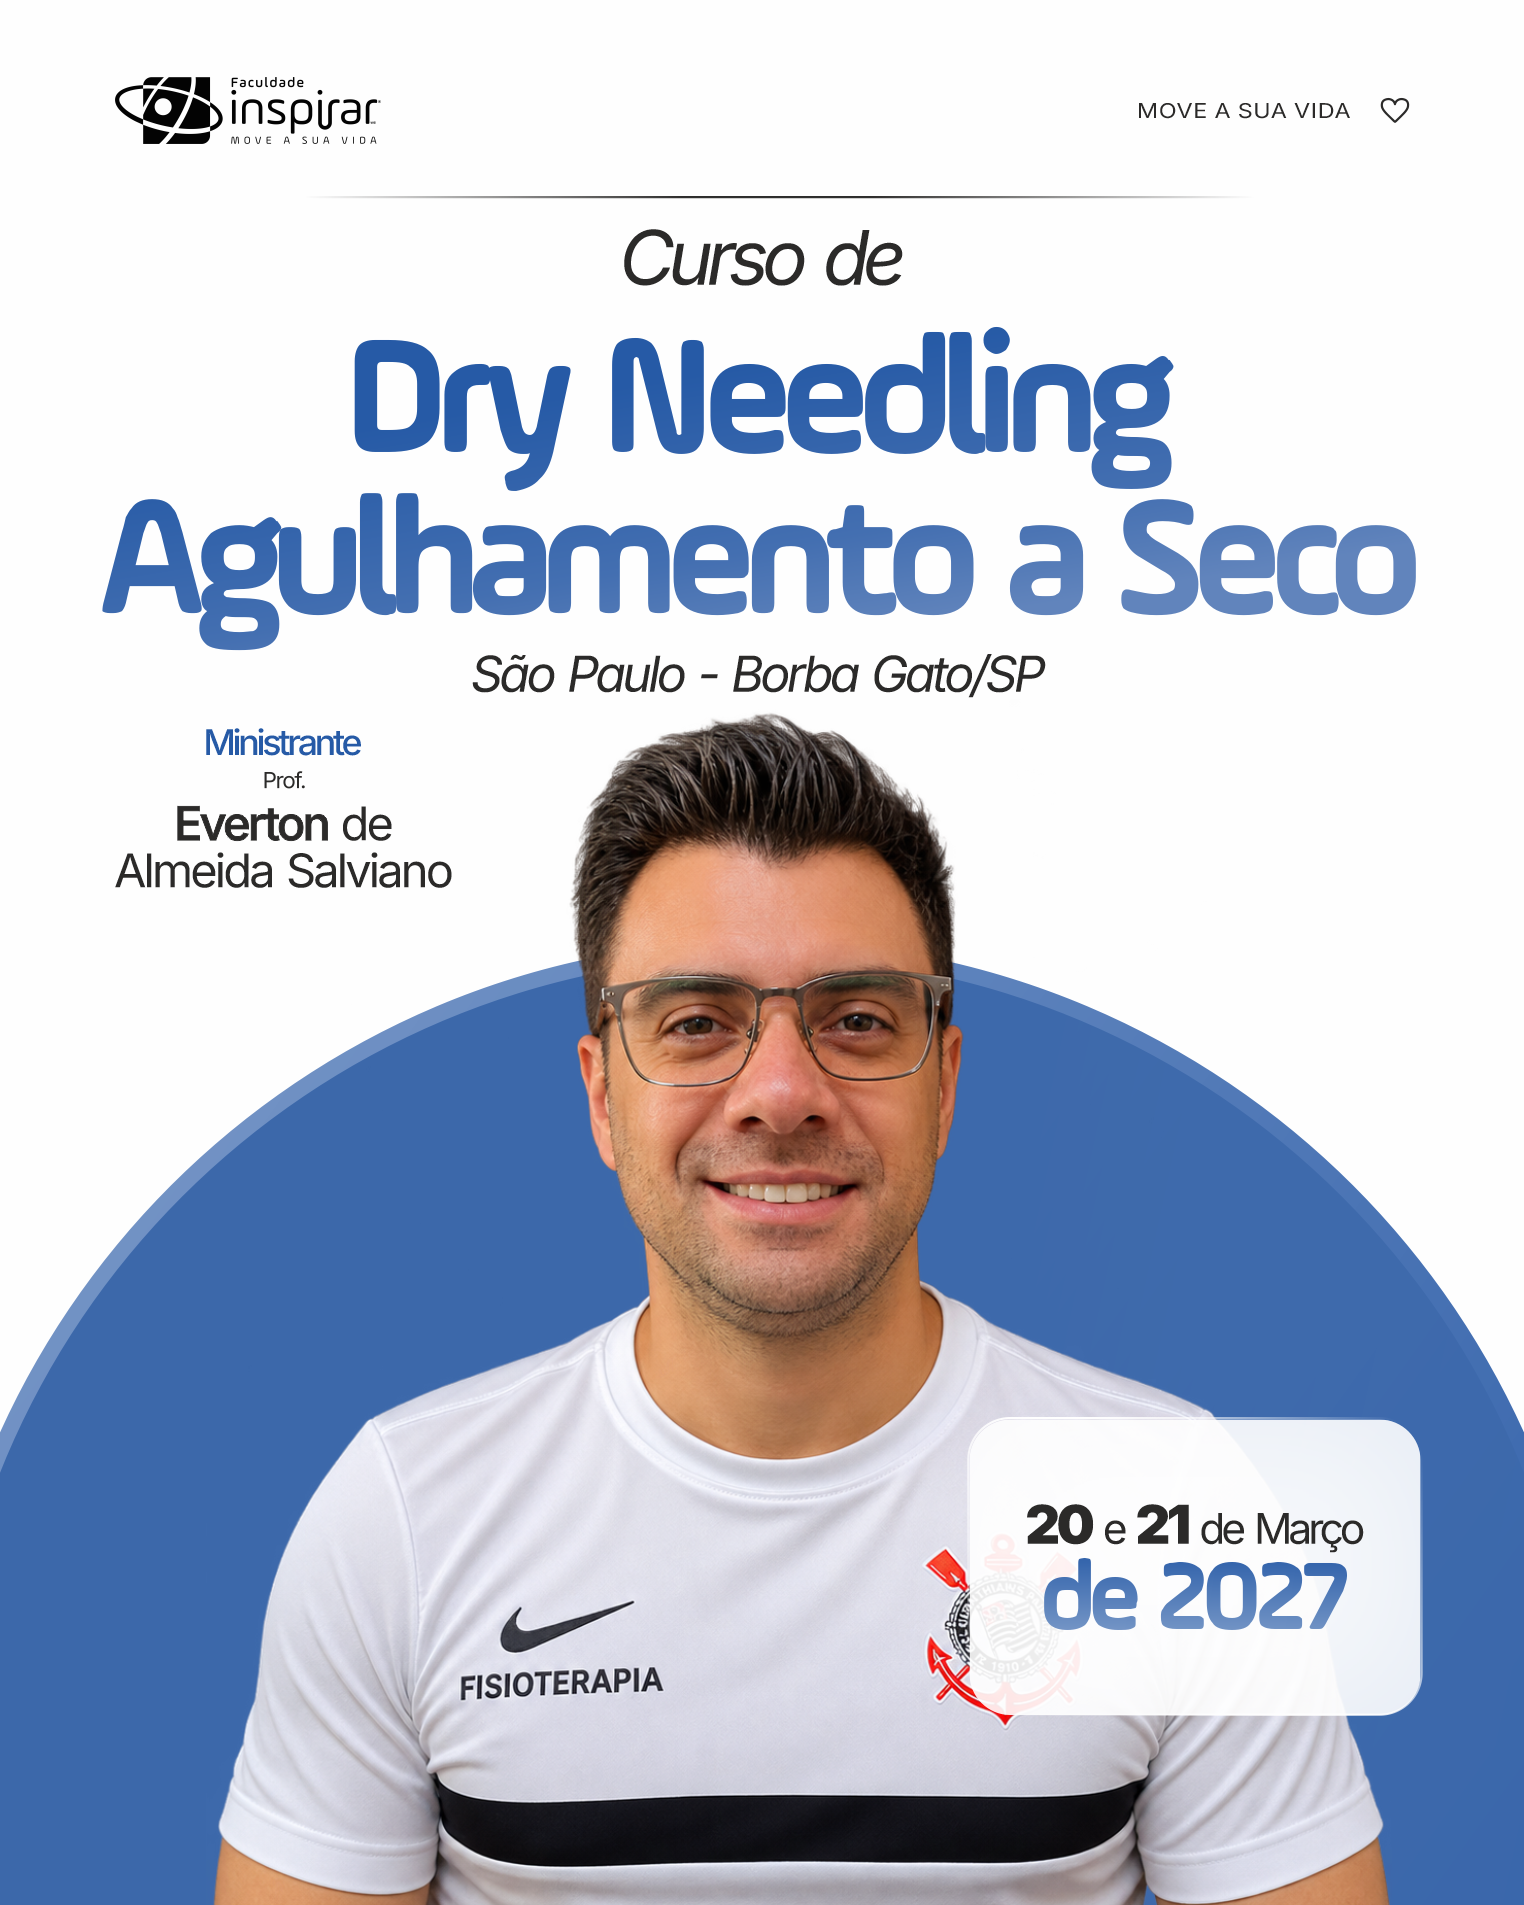 Faculdade
inspirar
MOVE A SUA VIDA
MOVE A SUA VIDA
Curso de
Dry Needling
Agulhamento a Seco
São Paulo - Borba Gato/SP
Ministrante
Prof.
Everton de
Almeida Salviano
20 e 21 de Março
de 2027
FISIOTERAPIA
1910